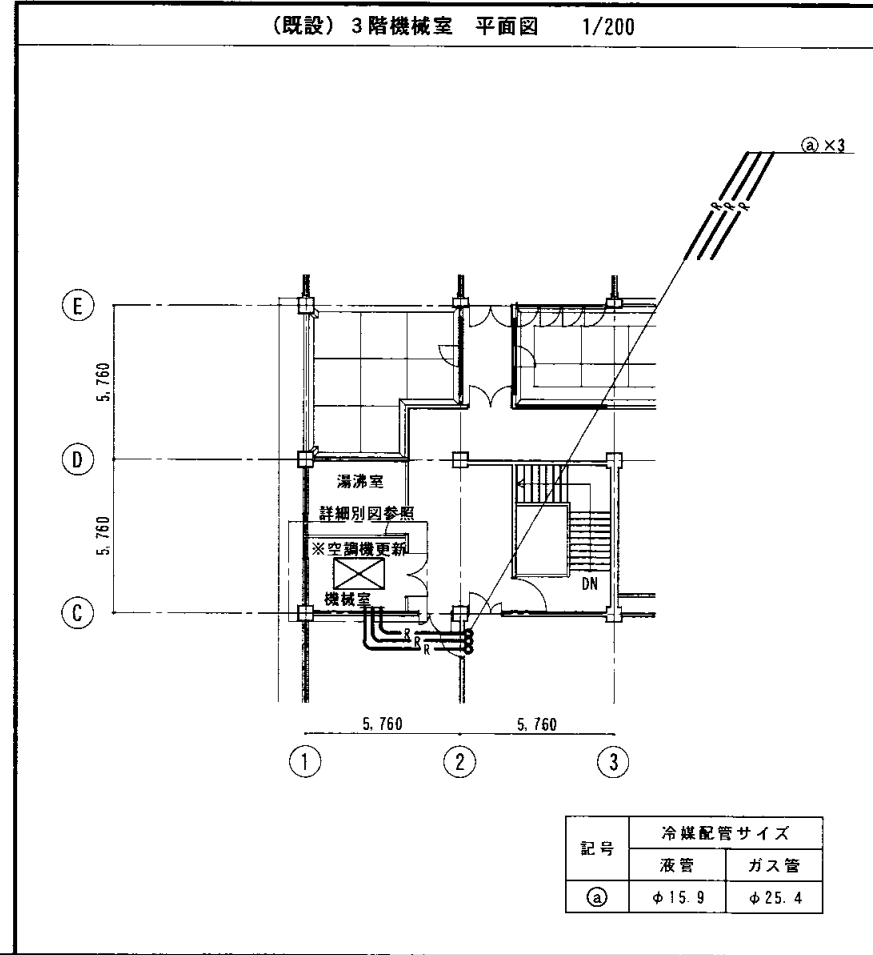 (既設) 3階機械室 平面図 1/200
ⓐ×3
R R R
E
5,760
D
湯沸室
詳細別図参照
5,760
※空調機更新
機械室
DN
C
R
R
R
5,760 5,760
1 2 3
記号 冷媒配管サイズ
液管 ガス管
ⓐ φ15.9 φ25.4